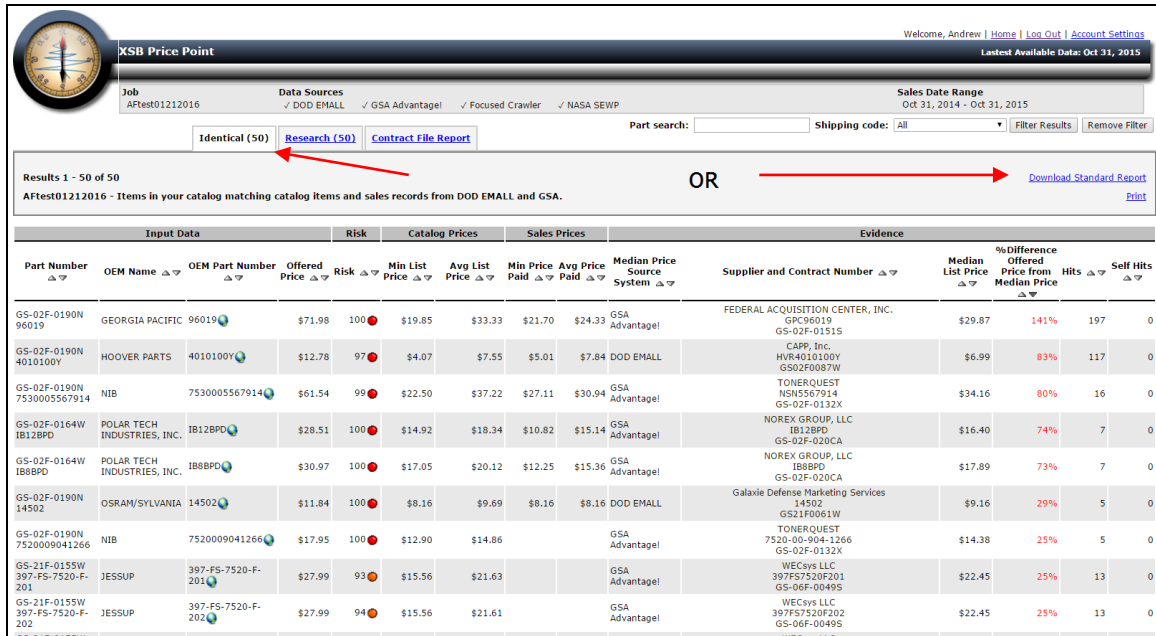 Welcome, Andrew | Home | Log Out | Account Settings
XSB Price Point
Lastest Available Data: Oct 31, 2015
Job Data Sources Sales Date Range
AFtest01212016 ✓ DOD EMALL ✓ GSA Advantage! ✓ Focused Crawler ✓ NASA SEWP Oct 31, 2014 - Oct 31, 2015
Part search: Shipping code: All Filter Results Remove Filter
Identical (50) Research (50) Contract File Report
Results 1 - 50 of 50
OR
Download Standard Report
AFtest01212016 - Items in your catalog matching catalog items and sales records from DOD EMALL and GSA.
Print
Input Data Risk Catalog Prices Sales Prices Evidence
Part Number OEM Name OEM Part Number Offered Price Risk Min List Price Avg List Price Min Price Paid Avg Price Paid Median Price Source System Supplier and Contract Number Median List Price %Difference Offered Price from Median Price Hits Self Hits
GS-02F-0190N 96019 GEORGIA PACIFIC 96019 $71.98 100 $19.85 $33.33 $21.70 $24.33 GSA Advantage! FEDERAL ACQUISITION CENTER, INC. GPC96019 GS-02F-0151S $29.87 141% 197 0
GS-02F-0190N 4010100Y HOOVER PARTS 4010100Y $12.78 97 $4.07 $7.55 $5.01 $7.84 DOD EMALL CAPP, Inc. HVR4010100Y GS02F0087W $6.99 83% 117 0
GS-02F-0190N 7530005567914 NIB 7530005567914 $61.54 99 $22.50 $37.22 $27.11 $30.94 GSA Advantage! TONERQUEST NSN5567914 GS-02F-0132X $34.16 80% 16 0
GS-02F-0164W IB12BPD POLAR TECH INDUSTRIES, INC. IB12BPD $28.51 100 $14.92 $18.34 $10.82 $15.14 GSA Advantage! NOREX GROUP, LLC IB12BPD GS-02F-020CA $16.40 74% 7 0
GS-02F-0164W IB8BPD POLAR TECH INDUSTRIES, INC. IB8BPD $30.97 100 $17.05 $20.12 $12.25 $15.36 GSA Advantage! NOREX GROUP, LLC IB8BPD GS-02F-020CA $17.89 73% 7 0
GS-02F-0190N 14502 OSRAM/SYLVANIA 14502 $11.84 100 $8.16 $9.69 $8.16 $8.16 DOD EMALL Galaxie Defense Marketing Services 14502 GS21F0061W $9.16 29% 5 0
GS-02F-0190N 7520009041266 NIB 7520009041266 $17.95 100 $12.90 $14.86 GSA Advantage! TONERQUEST 7520-00-904-1266 GS-02F-0132X $14.38 25% 5 0
GS-21F-0155W 397-FS-7520-F-201 JESSUP 397-FS-7520-F-201 $27.99 93 $15.56 $21.63 GSA Advantage! WECsys LLC 397FS7520F201 GS-06F-0049S $22.45 25% 13 0
GS-21F-0155W 397-FS-7520-F-202 JESSUP 397-FS-7520-F-202 $27.99 94 $15.56 $21.61 GSA Advantage! WECsys LLC 397FS7520F202 GS-06F-0049S $22.45 25% 13 0